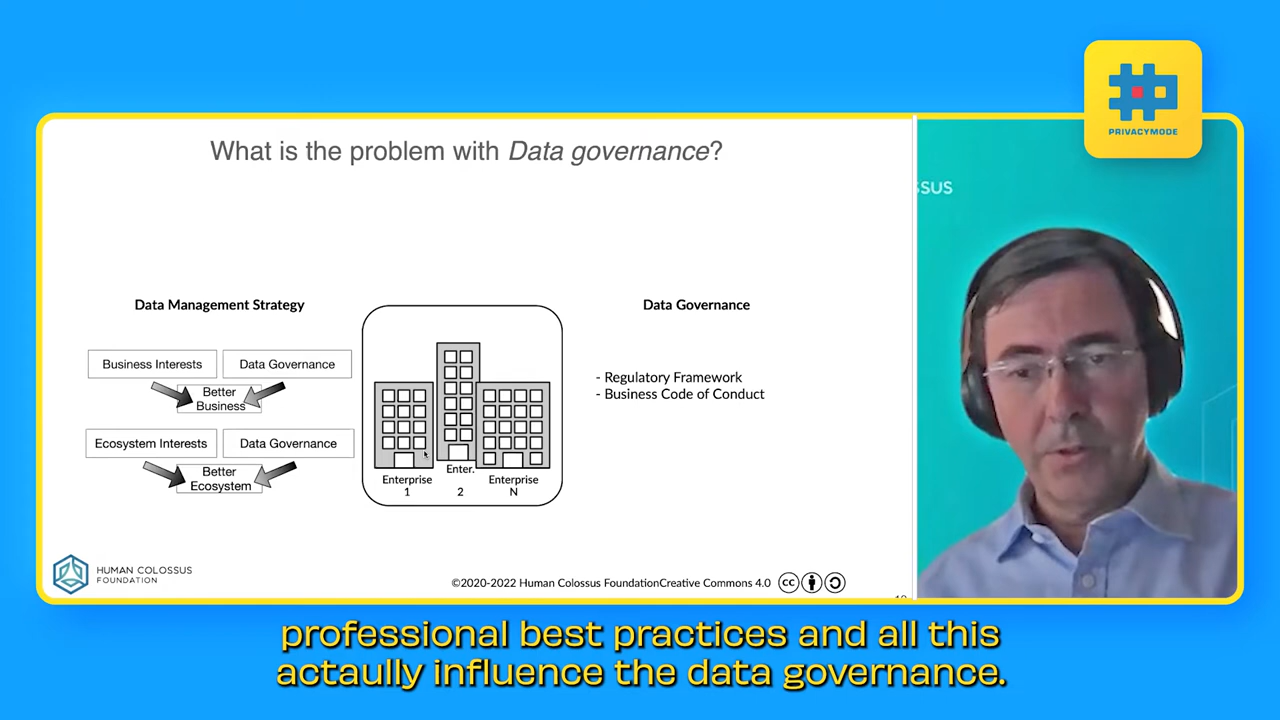 PRIVACYMODE
What is the problem with Data governance?
SSUS
Data Management Strategy
Data Governance
Business Interests
Data Governance
Better
Business
Ecosystem Interests
Data Governance
Better
Ecosystem
Enterprise
1
Enter.
2
Enterprise
N
- Regulatory Framework
- Business Code of Conduct
HUMAN COLOSSUS
FOUNDATION
©2020-2022 Human Colossus FoundationCreative Commons 4.0
cc
professional best practices and all this
actaully influence the data governance.